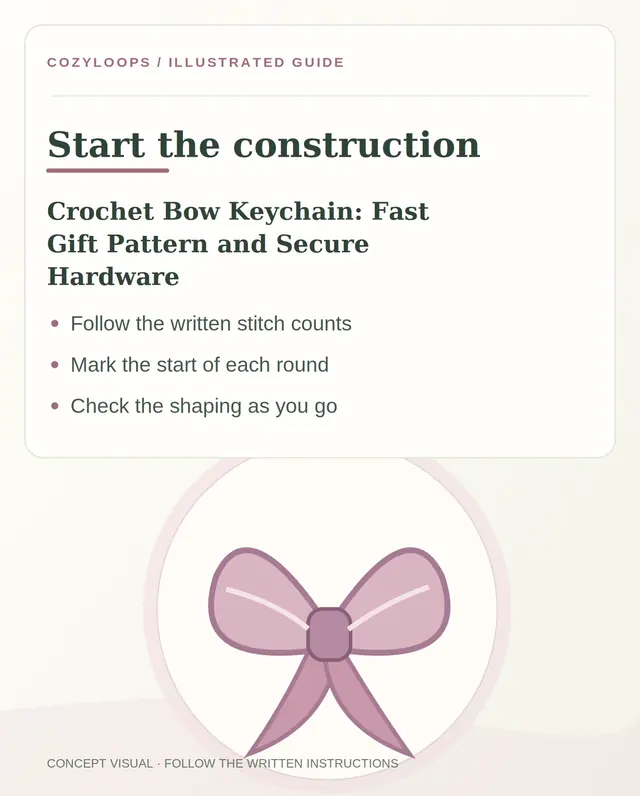 COZYLOOPS / ILLUSTRATED GUIDE
Start the construction
Crochet Bow Keychain: Fast
Gift Pattern and Secure
Hardware
• Follow the written stitch counts
• Mark the start of each round
• Check the shaping as you go
CONCEPT VISUAL · FOLLOW THE WRITTEN INSTRUCTIONS